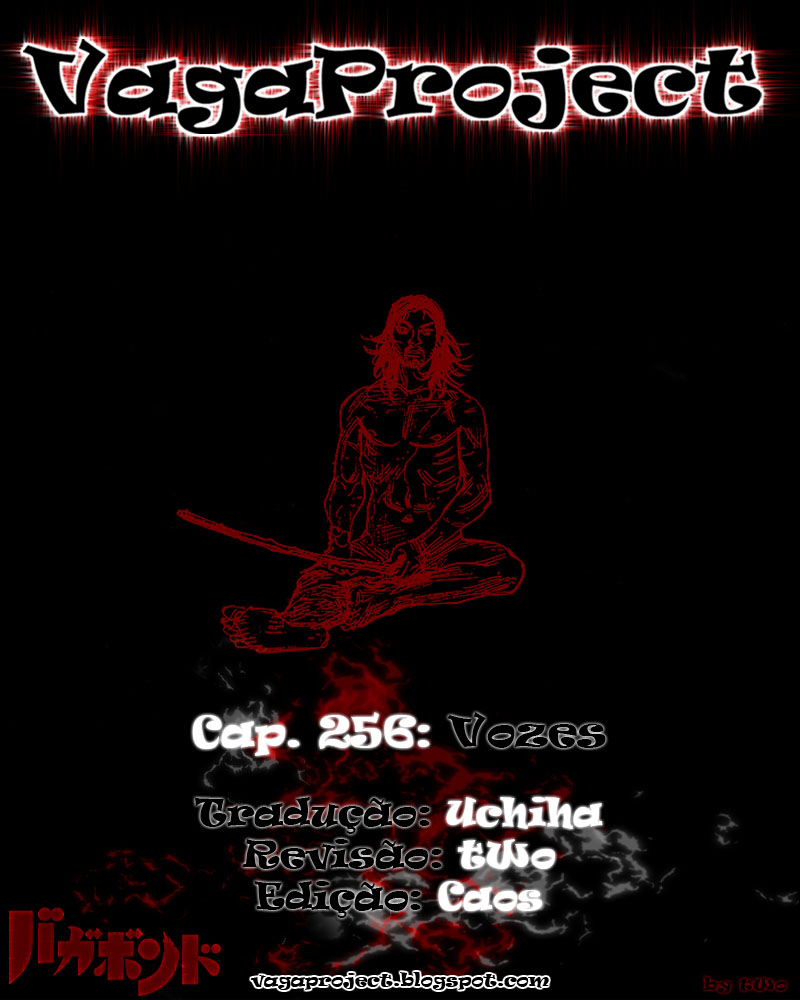 VagaProject
Cap. 256: Vozes
Tradução: Uchiha
Revisão: two
Edição: Caos
バガボンド
vagaproject.blogspot.com
by two